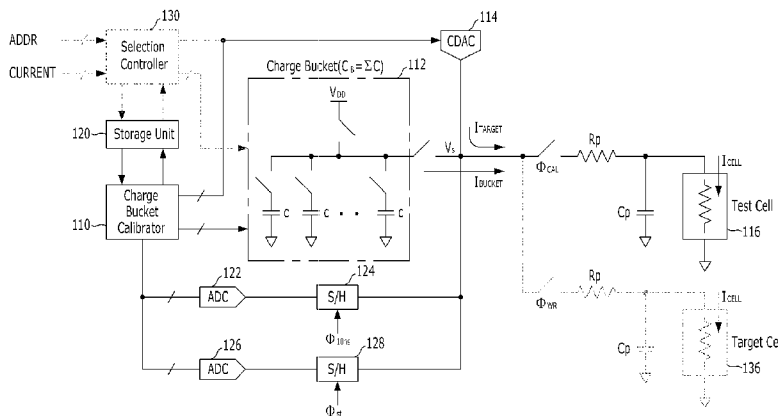 130
114
ADDR
Selection
Controller
CURRENT
CDAC
Charge Bucket(C_B=ΣC)
112
V_DD
120
Storage Unit
I_TARGET
V_s
Rp
Φ_CAL
I_BUCKET
I_CELL
110
Charge
Bucket
Calibrator
C
C
· ·
C
Cp
Test Cell
116
122
124
ADC
S/H
Φ_10ns
Φ_WR
Rp
I_CELL
126
128
ADC
S/H
Φ_st
Cp
Target Ce
136